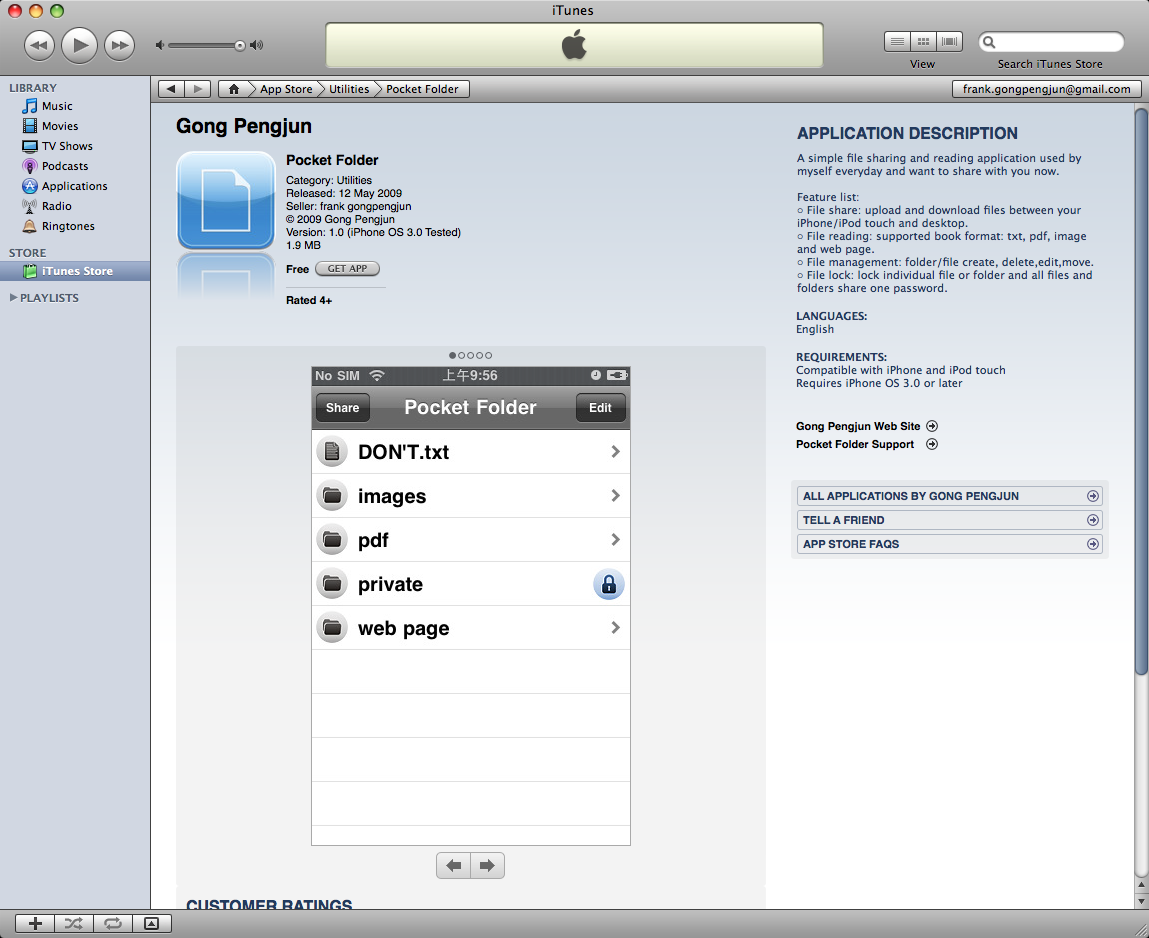 iTunes
View
Search iTunes Store
LIBRARY
Music
Movies
TV Shows
Podcasts
Applications
Radio
Ringtones
STORE
iTunes Store
PLAYLISTS
App Store
Utilities
Pocket Folder
frank.gongpengjun@gmail.com
Gong Pengjun
Pocket Folder
Category: Utilities
Released: 12 May 2009
Seller: frank gongpengjun
© 2009 Gong Pengjun
Version: 1.0 (iPhone OS 3.0 Tested)
1.9 MB
Free
GET APP
Rated 4+
No SIM
上午9:56
Share
Pocket Folder
Edit
DON'T.txt
images
pdf
private
web page
CUSTOMER RATINGS
APPLICATION DESCRIPTION
A simple file sharing and reading application used by
myself everyday and want to share with you now.
Feature list:
○ File share: upload and download files between your
iPhone/iPod touch and desktop.
○ File reading: supported book format: txt, pdf, image
and web page.
○ File management: folder/file create, delete,edit,move.
○ File lock: lock individual file or folder and all files and
folders share one password.
LANGUAGES:
English
REQUIREMENTS:
Compatible with iPhone and iPod touch
Requires iPhone OS 3.0 or later
Gong Pengjun Web Site
Pocket Folder Support
ALL APPLICATIONS BY GONG PENGJUN
TELL A FRIEND
APP STORE FAQS